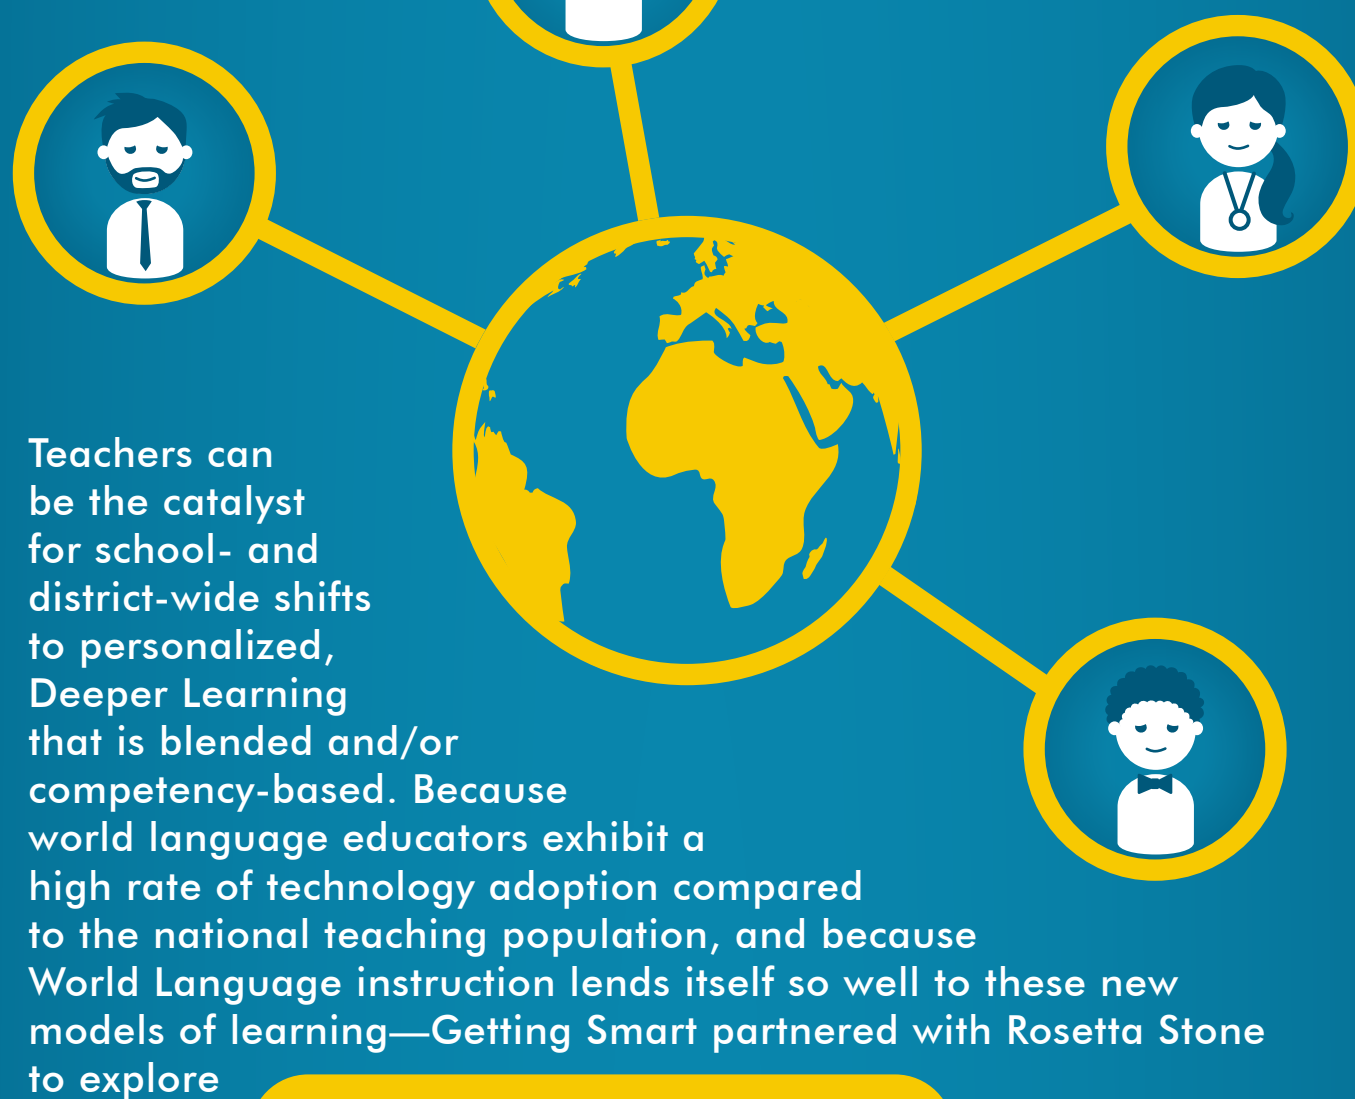 Teachers can
be the catalyst
for school- and
district-wide shifts
to personalized,
Deeper Learning
that is blended and/or
competency-based. Because
world language educators exhibit a
high rate of technology adoption compared
to the national teaching population, and because
World Language instruction lends itself so well to these new
models of learning—Getting Smart partnered with Rosetta Stone
to explore